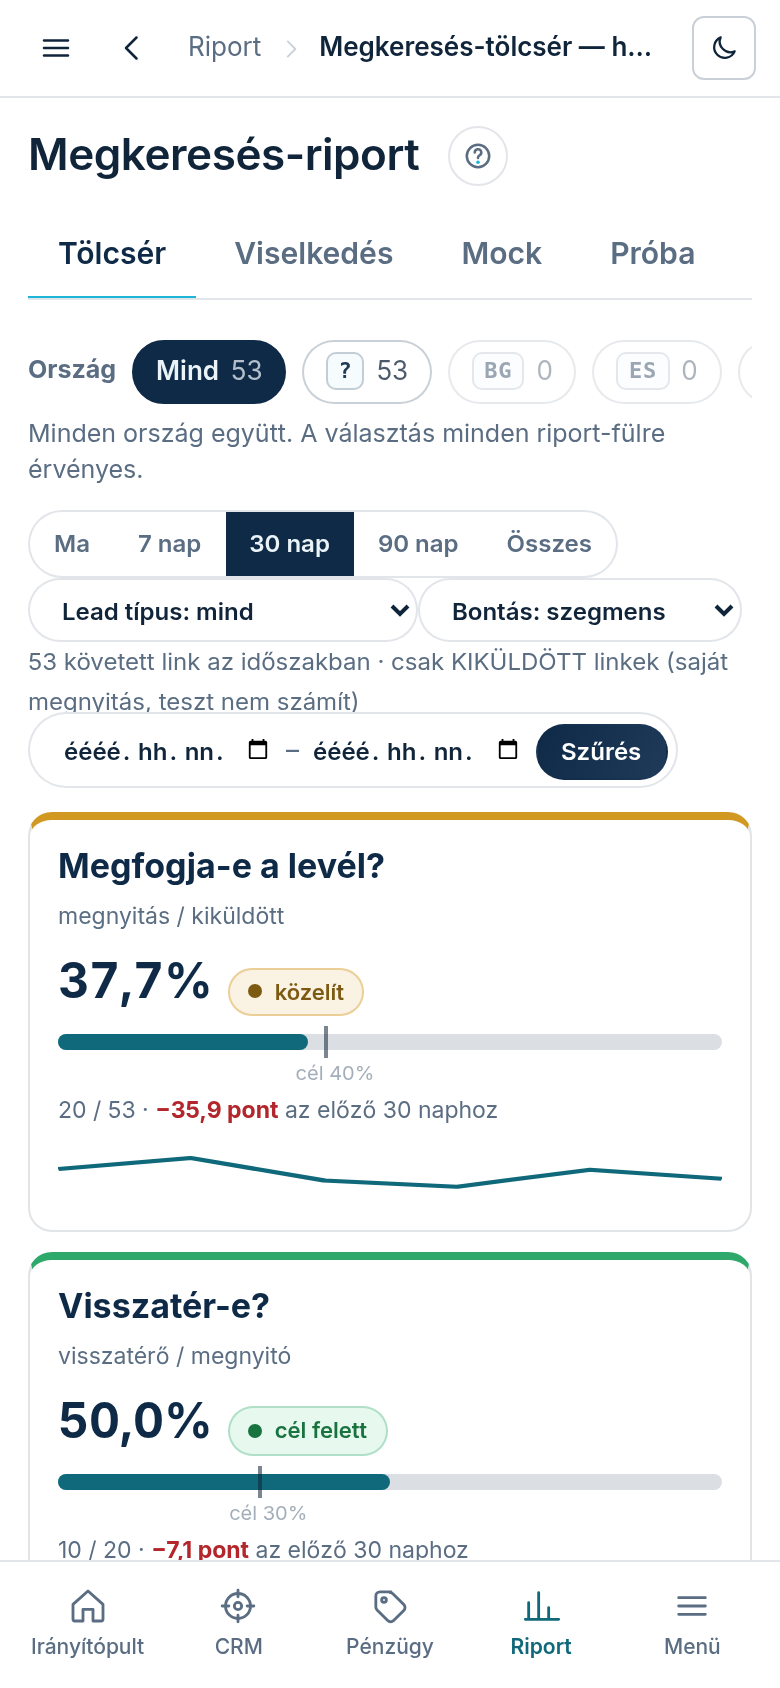 Riport > Megkeresés-tölcsér — h...
Megkeresés-riport ?
Tölcsér Viselkedés Mock Próba
Ország Mind 53 ? 53 BG 0 ES 0
Minden ország együtt. A választás minden riport-fülre
érvényes.
Ma 7 nap 30 nap 90 nap Összes
Lead típus: mind Bontás: szegmens
53 követett link az időszakban · csak KIKÜLDÖTT linkek (saját
megnyitás, teszt nem számít)
éééé. hh. nn. – éééé. hh. nn. Szűrés
Megfogja-e a levél?
megnyitás / kiküldött
37,7% közelít
cél 40%
20 / 53 · −35,9 pont az előző 30 naphoz
Visszatér-e?
visszatérő / megnyitó
50,0% cél felett
cél 30%
10 / 20 · −7,1 pont az előző 30 naphoz
Irányítópult CRM Pénzügy Riport Menü